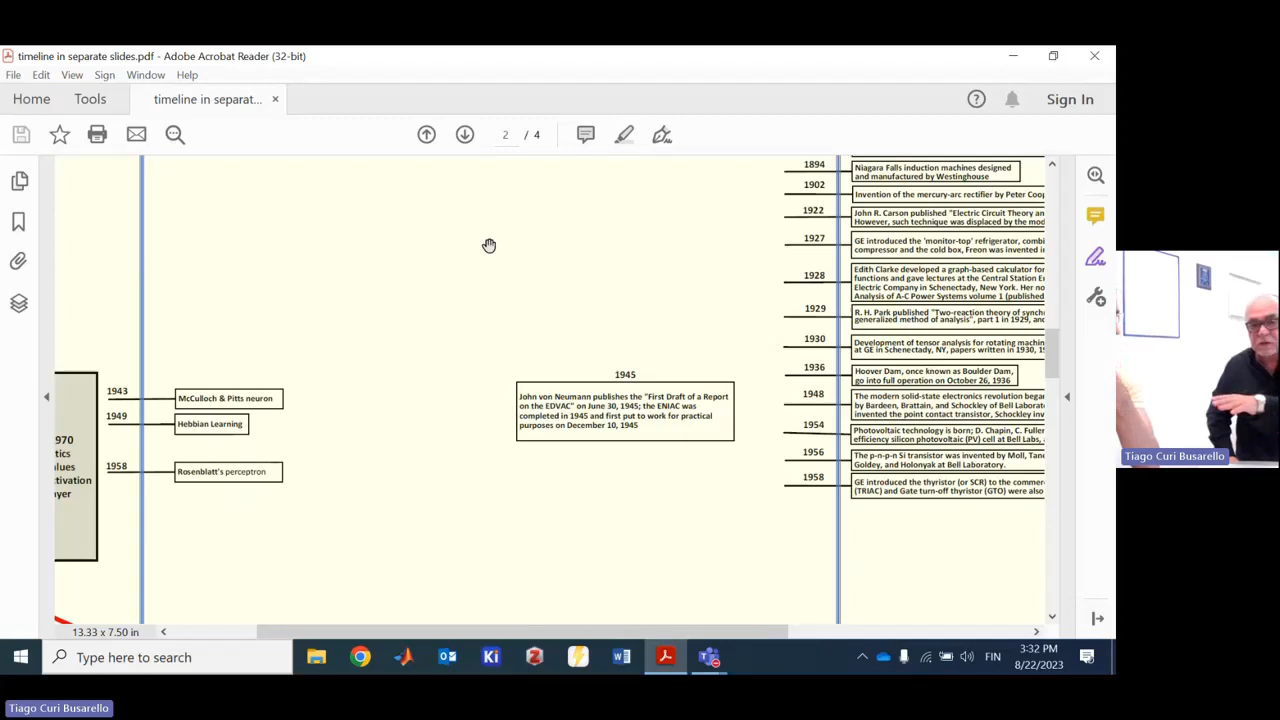 timeline in separate slides.pdf - Adobe Acrobat Reader (32-bit)
File Edit View Sign Window Help
Home Tools timeline in separat... × Sign In
2 / 4
1894
Niagara Falls induction machines designed
and manufactured by Westinghouse
1902
Invention of the mercury-arc rectifier by Peter Coop
1922
John R. Carson published "Electric Circuit Theory an
However, such technique was displaced by the mod
1927
GE introduced the 'monitor-top' refrigerator, combi
compressor and the cold box, Freon was invented i
1928
Edith Clarke developed a graph-based calculator for
functions and gave lectures at the Central Station E
Electric Company in Schenectady, New York. Her no
Analysis of A-C Power Systems volume 1 (published
1929
R. H. Park published "Two-reaction theory of synch
generalized method of analysis", part 1 in 1929, and
1930
Development of tensor analysis for rotating machin
at GE in Schenectady, NY, papers written in 1930, 19
1936
Hoover Dam, once known as Boulder Dam,
go into full operation on October 26, 1936
1948
The modern solid-state electronics revolution began
by Bardeen, Brattain, and Schockley of Bell Laborat
invented the point contact transistor, Schockley inv
1954
Photovoltaic technology is born; D. Chapin, C. Fuller
efficiency silicon photovoltaic (PV) cell at Bell Labs, a
1956
The p-n-p-n Si transistor was invented by Moll, Tane
Goldey, and Holonyak at Bell Laboratory.
1958
GE introduced the thyristor (or SCR) to the comme
(TRIAC) and Gate turn-off thyristor (GTO) were also
1945
John von Neumann publishes the "First Draft of a Report
on the EDVAC" on June 30, 1945; the ENIAC was
completed in 1945 and first put to work for practical
purposes on December 10, 1945
1943
McCulloch & Pitts neuron
1949
Hebbian Learning
1958
Rosenblatt's perceptron
970
tics
alues
tivation
yer
13.33 x 7.50 in
Type here to search
FIN
3:32 PM
8/22/2023
Tiago Curi Busarello
Tiago Curi Busarello